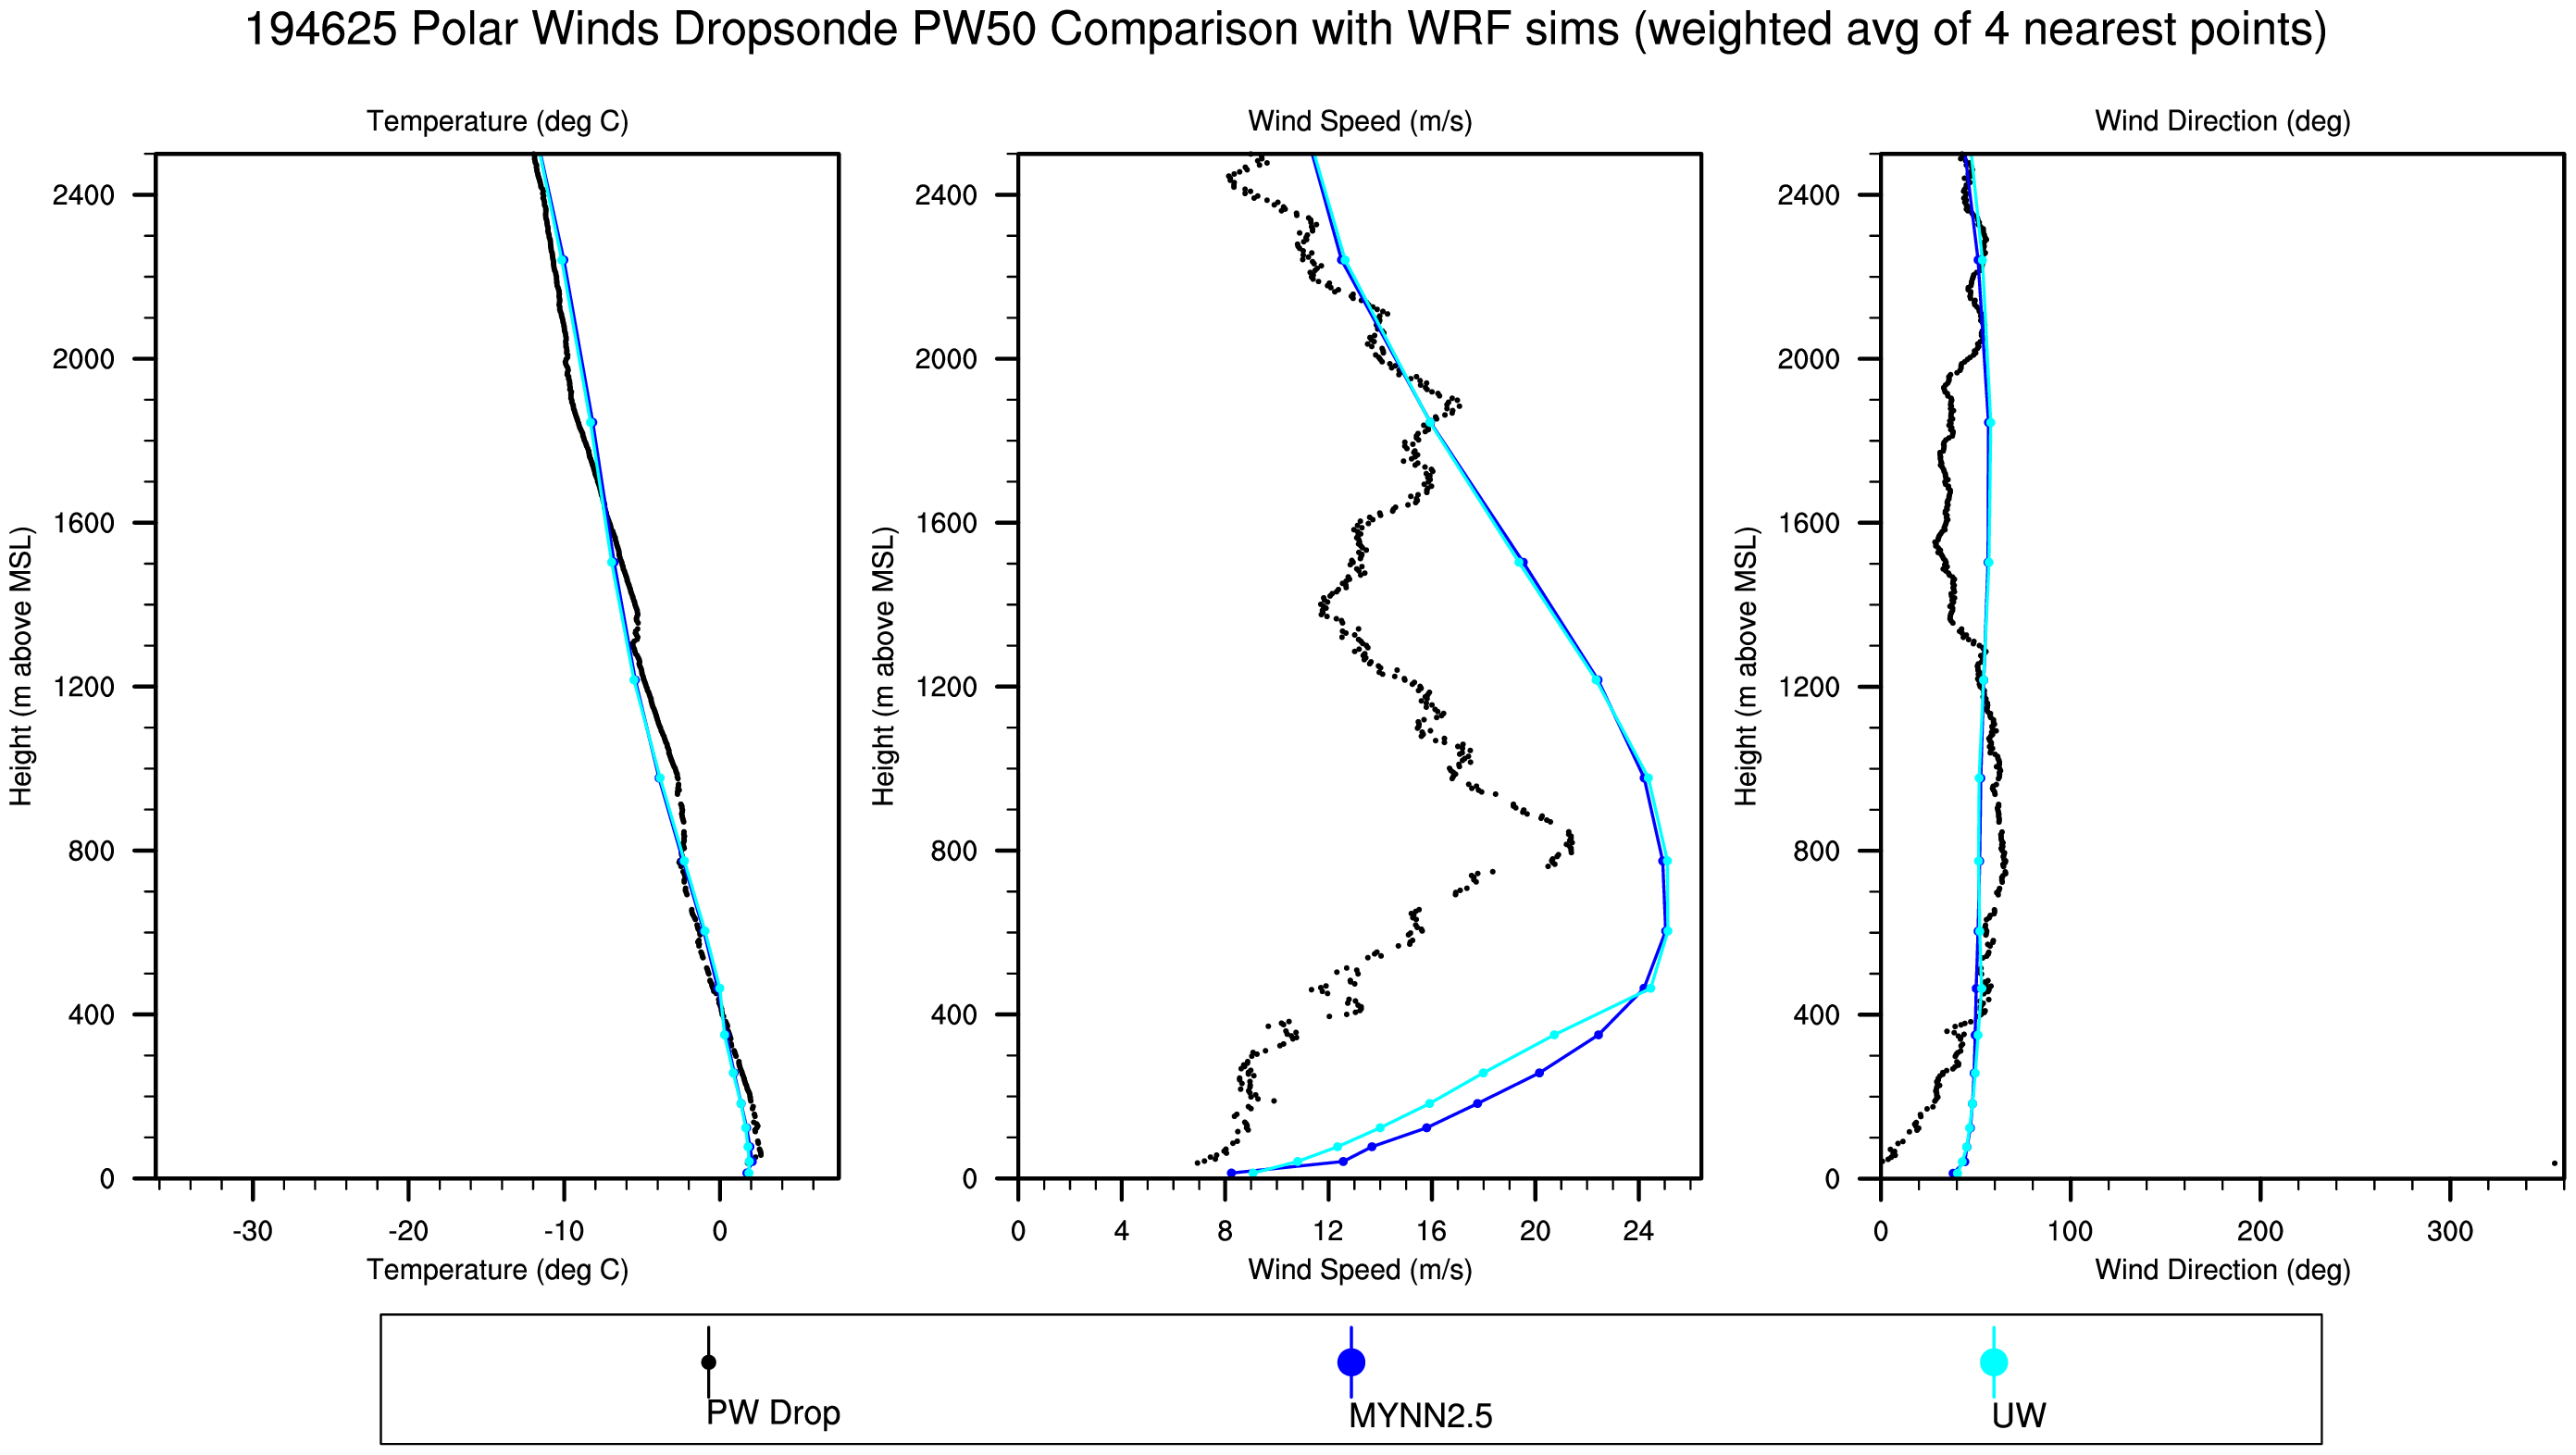 194625 Polar Winds Dropsonde PW50 Comparison with WRF sims (weighted avg of 4 nearest points)
Temperature (deg C)
Wind Speed (m/s)
Wind Direction (deg)
Height (m above MSL)
2400
2000
1600
1200
800
400
0
-30
-20
-10
0
Temperature (deg C)
Height (m above MSL)
2400
2000
1600
1200
800
400
0
0
4
8
12
16
20
24
Wind Speed (m/s)
Height (m above MSL)
2400
2000
1600
1200
800
400
0
0
100
200
300
Wind Direction (deg)
PW Drop
MYNN2.5
UW